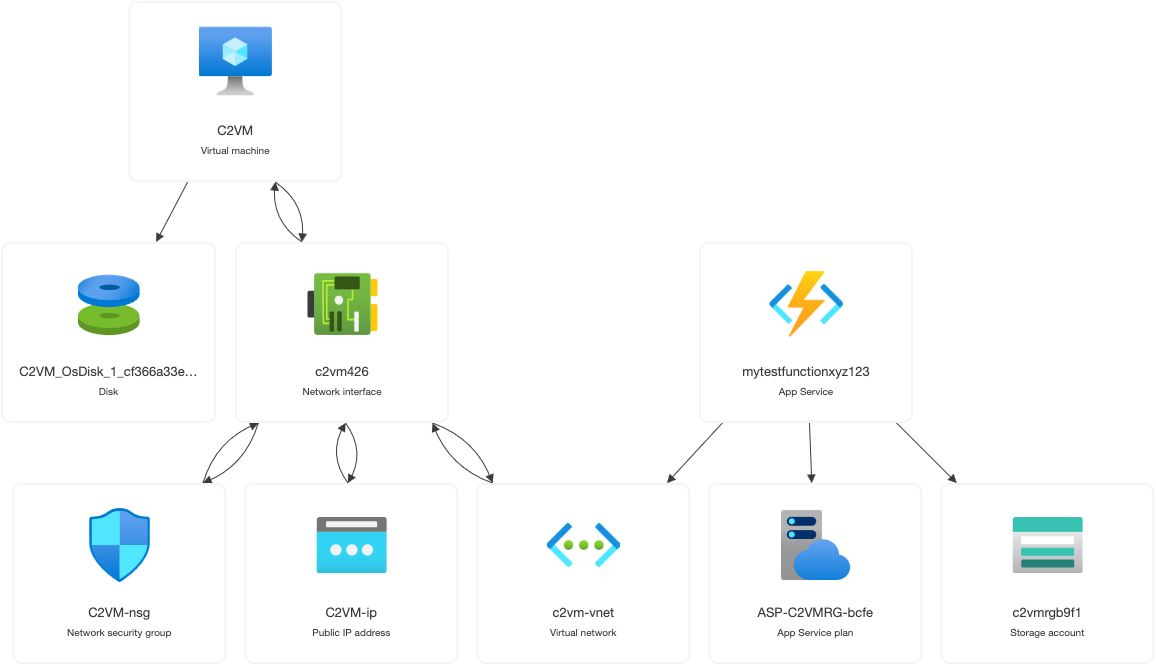 C2VM
Virtual machine
C2VM_OsDisk_1_cf366a33e...
Disk
c2vm426
Network interface
mytestfunctionxyz123
App Service
C2VM-nsg
Network security group
C2VM-ip
Public IP address
c2vm-vnet
Virtual network
ASP-C2VMRG-bcfe
App Service plan
c2vmrgb9f1
Storage account